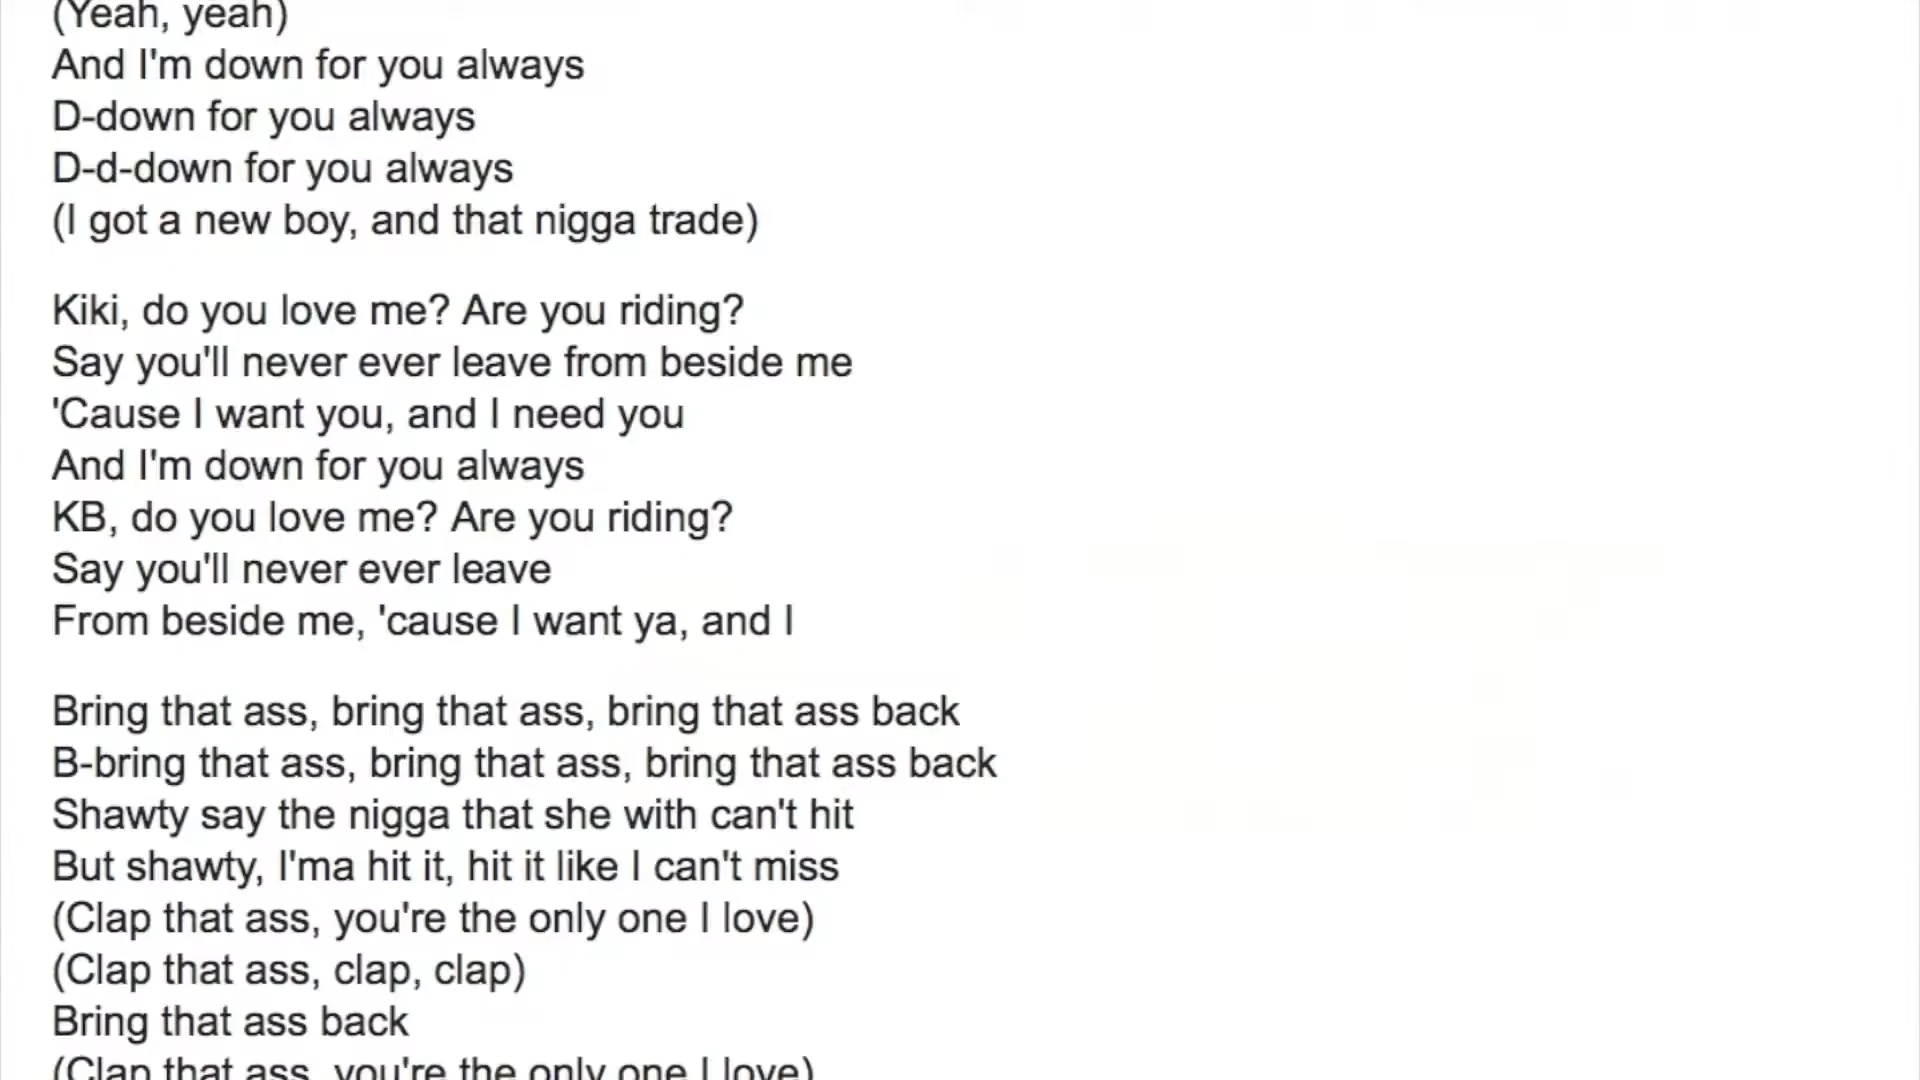 (Yeah, yeah)
And I'm down for you always
D-down for you always
D-d-down for you always
(I got a new boy, and that nigga trade)
Kiki, do you love me? Are you riding?
Say you'll never ever leave from beside me
'Cause I want you, and I need you
And I'm down for you always
KB, do you love me? Are you riding?
Say you'll never ever leave
From beside me, 'cause I want ya, and I
Bring that ass, bring that ass, bring that ass back
B-bring that ass, bring that ass, bring that ass back
Shawty say the nigga that she with can't hit
But shawty, I'ma hit it, hit it like I can't miss
(Clap that ass, you're the only one I love)
(Clap that ass, clap, clap)
Bring that ass back
(Clap that ass, you're the only one I love)